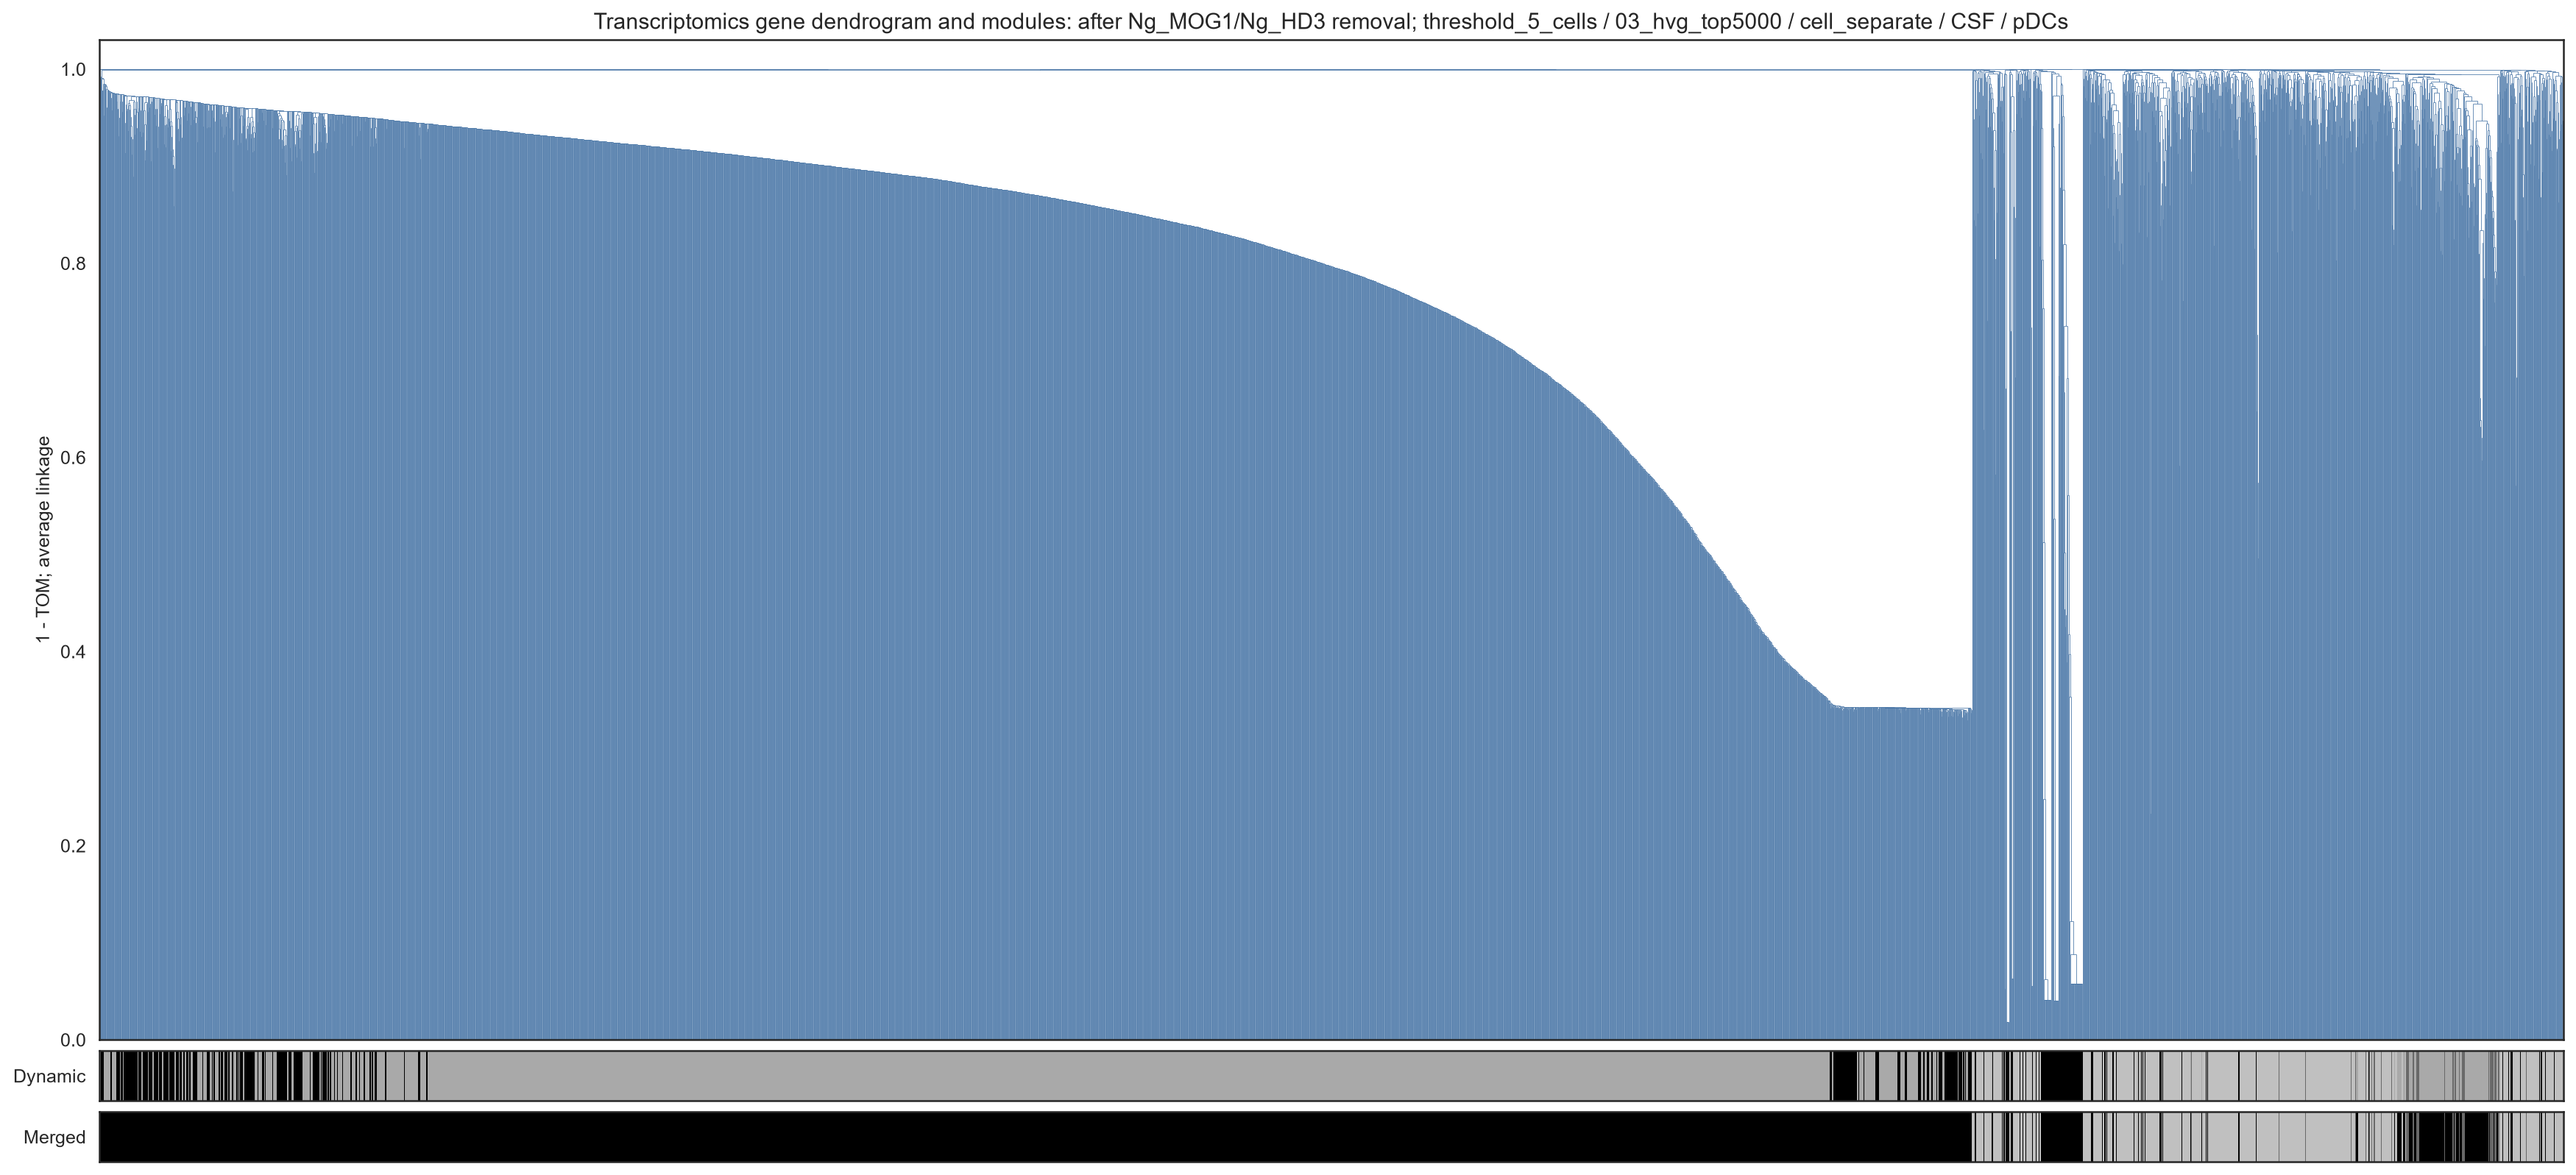 Transcriptomics gene dendrogram and modules: after Ng_MOG1/Ng_HD3 removal; threshold_5_cells / 03_hvg_top5000 / cell_separate / CSF / pDCs
1.0
0.8
0.6
0.4
0.2
0.0
1 - TOM; average linkage
Dynamic
Merged